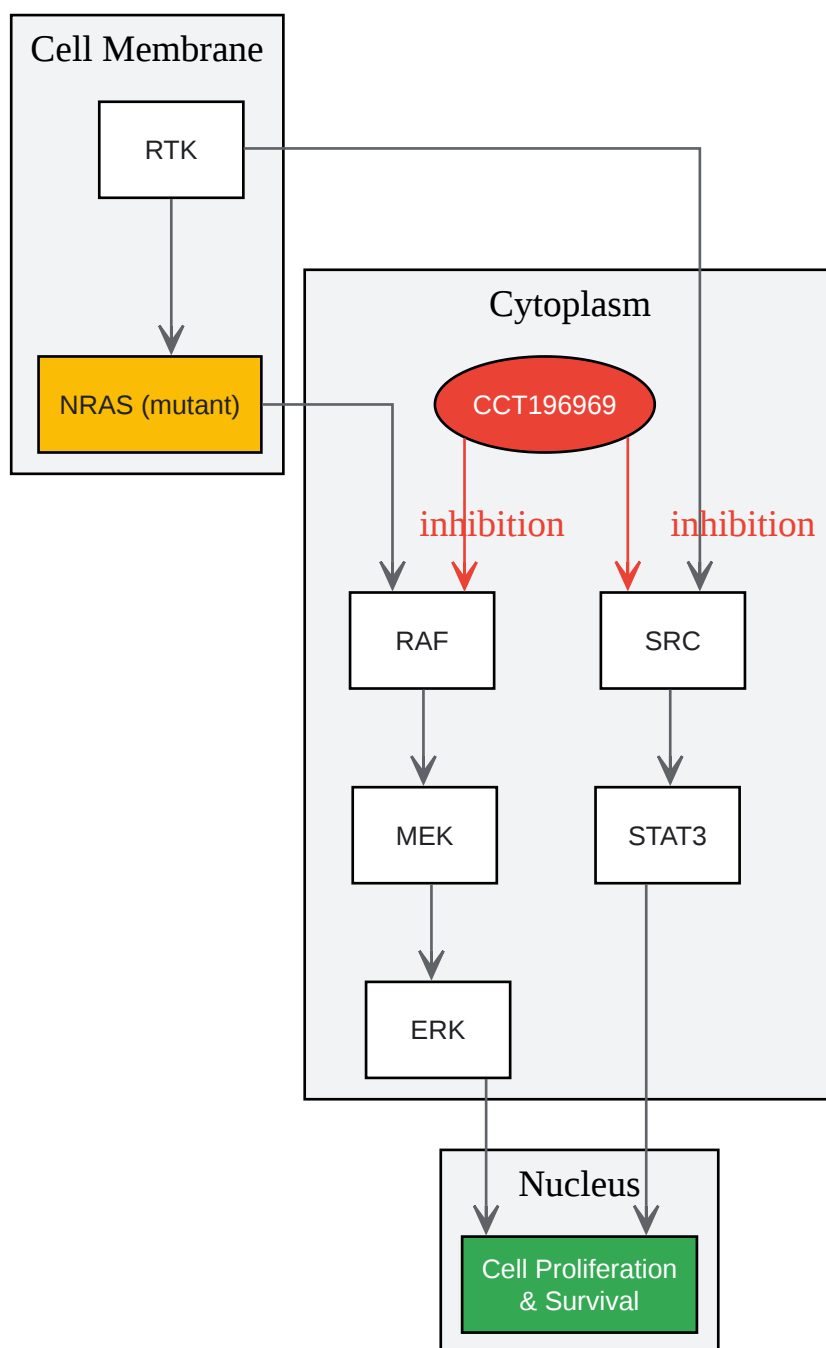 Cell Membrane
RTK
Cytoplasm
NRAS (mutant)
CCT196969
inhibition
inhibition
RAF
SRC
MEK
STAT3
ERK
Nucleus
Cell Proliferation
& Survival